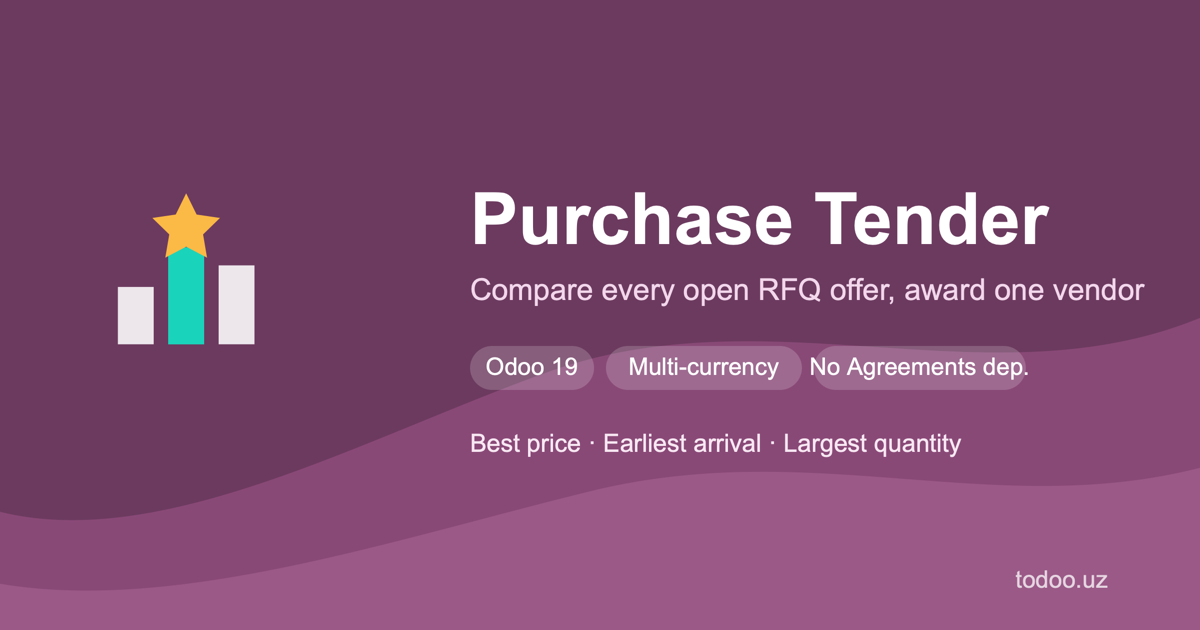 Purchase Tender
Compare every open RFQ offer, award one vendor
Odoo 19 Multi-currency No Agreements dep.
Best price · Earliest arrival · Largest quantity
todoo.uz